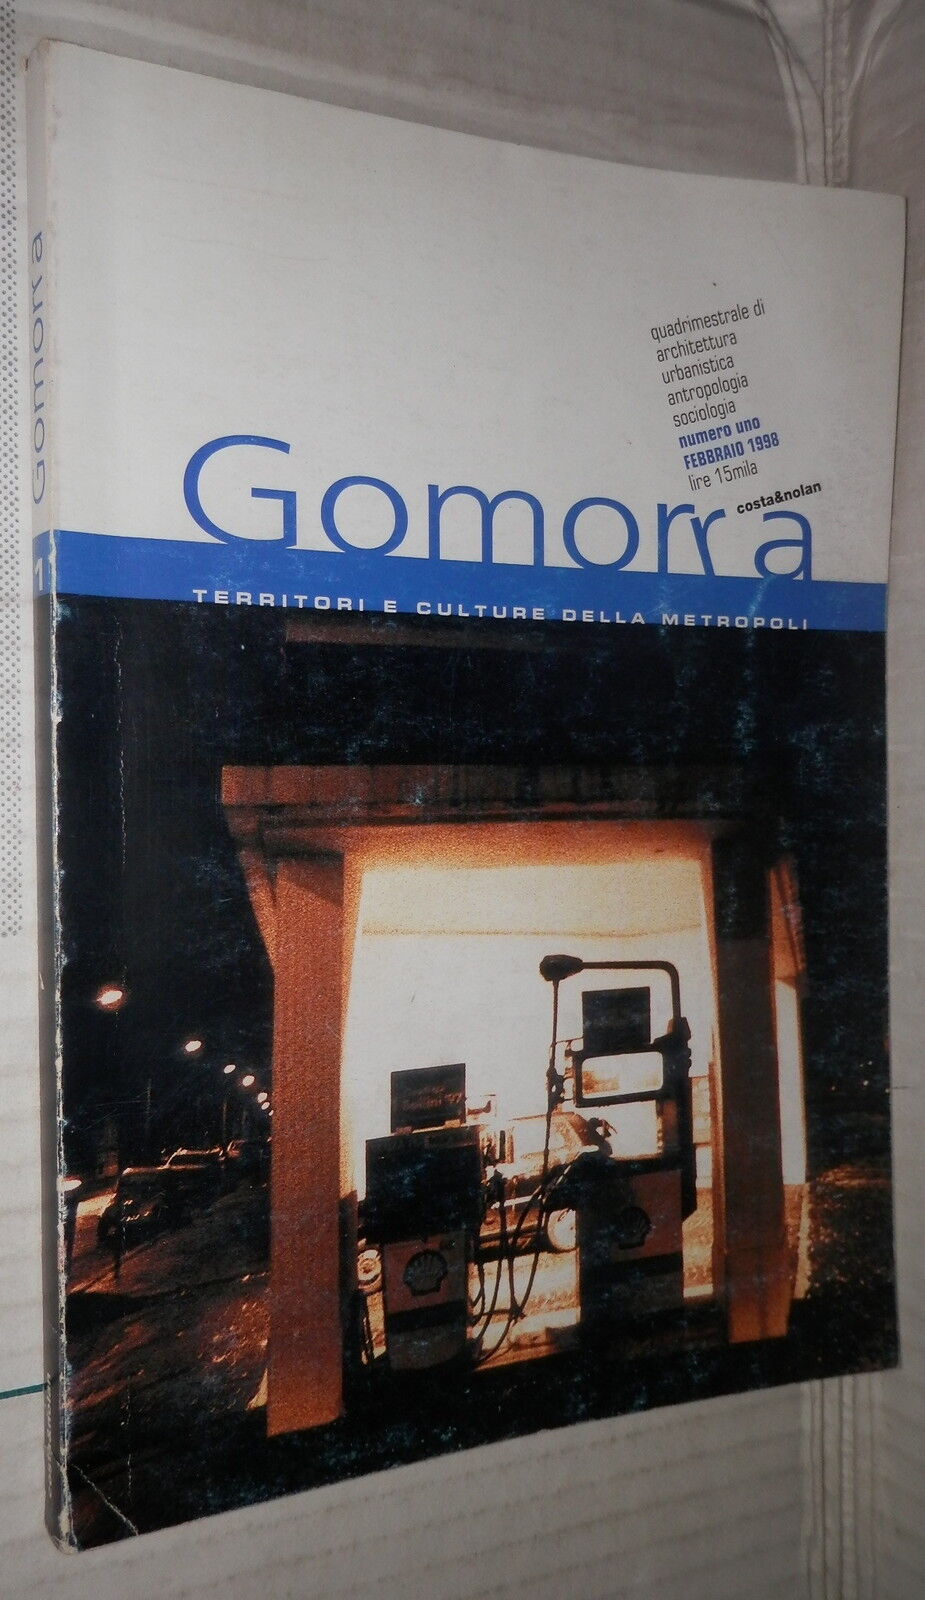 quadrimestrale di
architettura
urbanistica
antropologia
sociologia
numero uno
FEBBRAIO 1998
lire 15mila
costa&nolan
Gomorra
TERRITORI E CULTURE DELLA METROPOLI
Gomorra
1